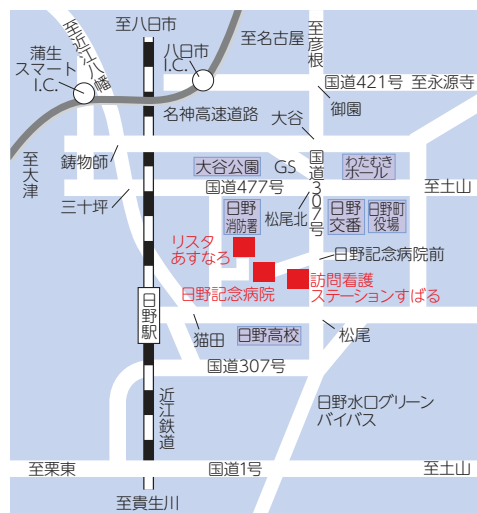 至八日市
至近江八幡
至名古屋
至彦根
蒲生
スマート
I.C.
八日市
I.C.
国道421号
至永源寺
名神高速道路
大谷
御園
至大津
鋳物師
大谷公園
GS
国道307号
わたむき
ホール
国道477号
至土山
三十坪
日野
消防署
松尾北
日野
交番
日野町
役場
リスタ
あすなろ
日野記念病院前
日野記念病院
訪問看護
ステーションすばる
日野駅
猫田
日野高校
松尾
国道307号
近江鉄道
日野水口グリーン
バイパス
至栗東
国道1号
至土山
至貴生川